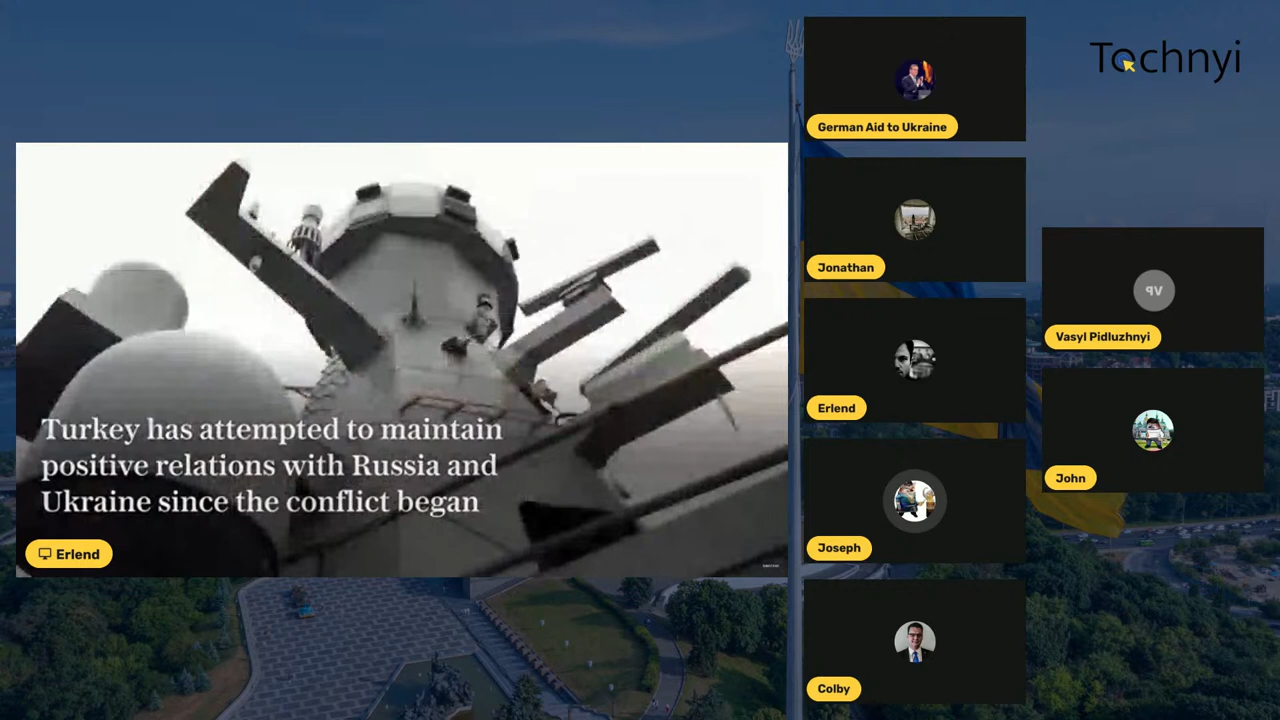 Tochnyi
German Aid to Ukraine
Jonathan
Erlend
Joseph
Colby
Vasyl Pidluzhnyi
John
VP
Turkey has attempted to maintain
positive relations with Russia and
Ukraine since the conflict began
Erlend